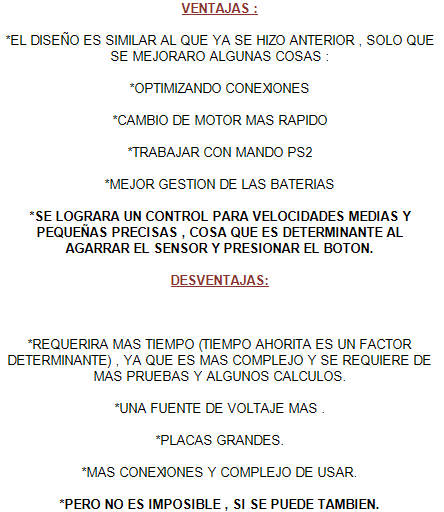 VENTAJAS :
*EL DISEÑO ES SIMILAR AL QUE YA SE HIZO ANTERIOR , SOLO QUE
SE MEJORARO ALGUNAS COSAS :
*OPTIMIZANDO CONEXIONES
*CAMBIO DE MOTOR MAS RAPIDO
*TRABAJAR CON MANDO PS2
*MEJOR GESTION DE LAS BATERIAS
*SE LOGRARA UN CONTROL PARA VELOCIDADES MEDIAS Y
PEQUEÑAS PRECISAS , COSA QUE ES DETERMINANTE AL
AGARRAR EL SENSOR Y PRESIONAR EL BOTON.
DESVENTAJAS:
*REQUERIRA MAS TIEMPO (TIEMPO AHORITA ES UN FACTOR
DETERMINANTE) , YA QUE ES MAS COMPLEJO Y SE REQUIERE DE
MAS PRUEBAS Y ALGUNOS CALCULOS.
*UNA FUENTE DE VOLTAJE MAS .
*PLACAS GRANDES.
*MAS CONEXIONES Y COMPLEJO DE USAR.
*PERO NO ES IMPOSIBLE , SI SE PUEDE TAMBIEN.